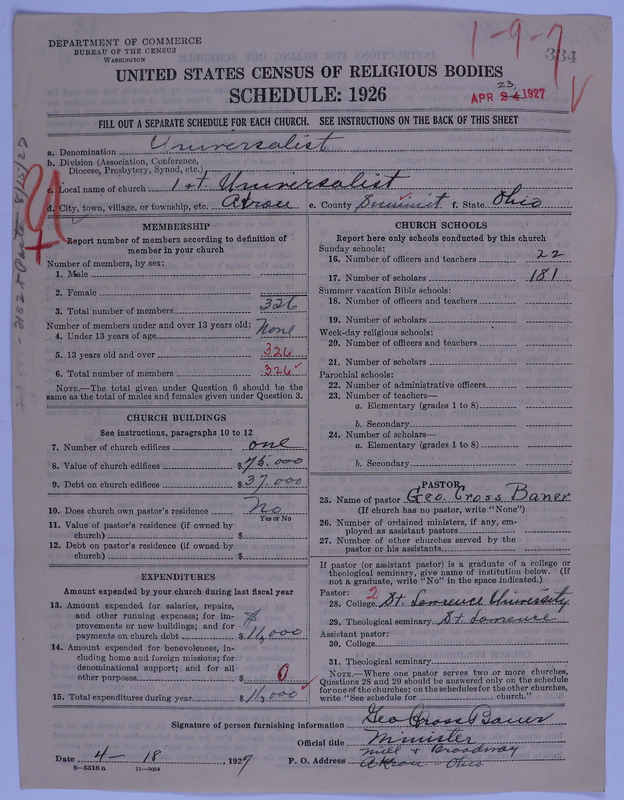 DEPARTMENT OF COMMERCE
BUREAU OF THE CENSUS
WASHINGTON
1-9-7
334
UNITED STATES CENSUS OF RELIGIOUS BODIES
SCHEDULE: 1926
23
APR 24 1927
FILL OUT A SEPARATE SCHEDULE FOR EACH CHURCH. SEE INSTRUCTIONS ON THE BACK OF THIS SHEET
a. Denomination Universalist
b. Division (Association, Conference, Diocese, Presbytery, Synod, etc.)
c. Local name of church 1st. Universalist
d. City, town, village, or township, etc. Akron e. County Summit f. State Ohio
MEMBERSHIP
Report number of members according to definition of
member in your church
Number of members, by sex:
1. Male
2. Female
3. Total number of members 326
Number of members under and over 13 years old:
4. Under 13 years of age None
5. 13 years old and over 326
6. Total number of members 326
NOTE.—The total given under Question 6 should be
same as the total of males and females given under Question 3.
CHURCH BUILDINGS
See instructions, paragraphs 10 to 12
7. Number of church edifices one
8. Value of church edifices $75,000
9. Debt on church edifices $37,000
10. Does church own pastor's residence No
Yes or No
11. Value of pastor's residence (if owned by
church) $
12. Debt on pastor's residence (if owned by
church) $
EXPENDITURES
Amount expended by your church during last fiscal year
13. Amount expended for salaries, repairs,
and other running expenses; for im-
provements or new buildings; and for
payments on church debt $
14. Amount expended for benevolences, in-
cluding home and foreign missions; for
denominational support; and for all
other purposes $ 0
15. Total expenditures during year $
CHURCH SCHOOLS
Report here only schools conducted by this church
Sunday schools:
16. Number of officers and teachers 22
17. Number of scholars 181
Summer vacation Bible schools:
18. Number of officers and teachers
19. Number of scholars
Week-day religious schools:
20. Number of officers and teachers
21. Number of scholars
Parochial schools:
22. Number of administrative officers
23. Number of teachers—
a. Elementary (grades 1 to 8)
b. Secondary
24. Number of scholars—
a. Elementary (grades 1 to 8)
b. Secondary
PASTOR
25. Name of pastor Geo. Cross Baner
(If church has no pastor, write "None")
26. Number of ordained ministers, if any, em-
ployed as assistant pastors
27. Number of other churches served by the
pastor or his assistants
If pastor (or assistant pastor) is a graduate of a college or
theological seminary, give name of institution below. (If
not a graduate, write "No" in the space indicated.)
Pastor: 2
28. College St. Lawrence University
29. Theological seminary St. Lawrence
Assistant pastor:
30. College
31. Theological seminary
NOTE.—Where one pastor serves two or more churches,
Questions 28 and 29 should be answered only on the schedule
for one of the churches; on the schedules for the other churches,
write "See schedule for church."
Signature of person furnishing information Geo Cross Baner
Official title Minister
Mill & Broadway
Date 4-18, 1927 P. O. Address Akron Ohio
8—5518 a 11—9054